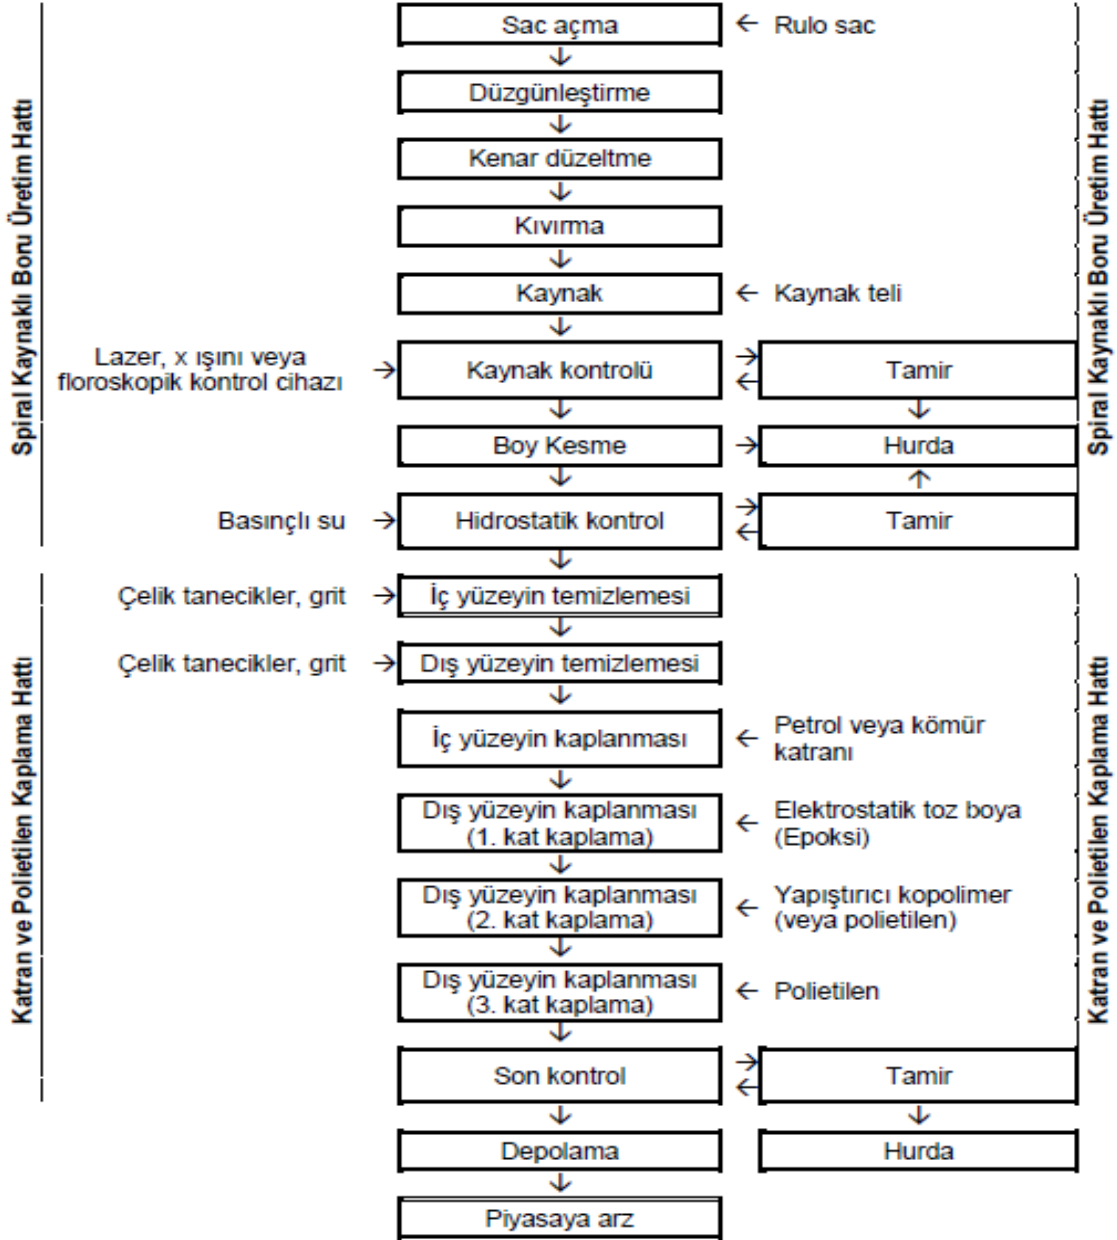 Sac açma
Rulo sac
Düzgünleştirme
Kenar düzeltme
Kıvırma
Kaynak
Kaynak teli
Lazer, x ışını veya
floroskopik kontrol cihazı
Kaynak kontrolü
Tamir
Boy Kesme
Hurda
Basınçlı su
Hidrostatik kontrol
Tamir
Spiral Kaynaklı Boru Üretim Hattı
Spiral Kaynaklı Boru Üretim Hattı
Çelik tanecikler, grit
İç yüzeyin temizlemesi
Çelik tanecikler, grit
Dış yüzeyin temizlemesi
İç yüzeyin kaplanması
Petrol veya kömür
katranı
Dış yüzeyin kaplanması
(1. kat kaplama)
Elektrostatik toz boya
(Epoksi)
Dış yüzeyin kaplanması
(2. kat kaplama)
Yapıştırıcı kopolimer
(veya polietilen)
Dış yüzeyin kaplanması
(3. kat kaplama)
Polietilen
Son kontrol
Tamir
Katran ve Polietilen Kaplama Hattı
Katran ve Polietilen Kaplama Hattı
Depolama
Hurda
Piyasaya arz